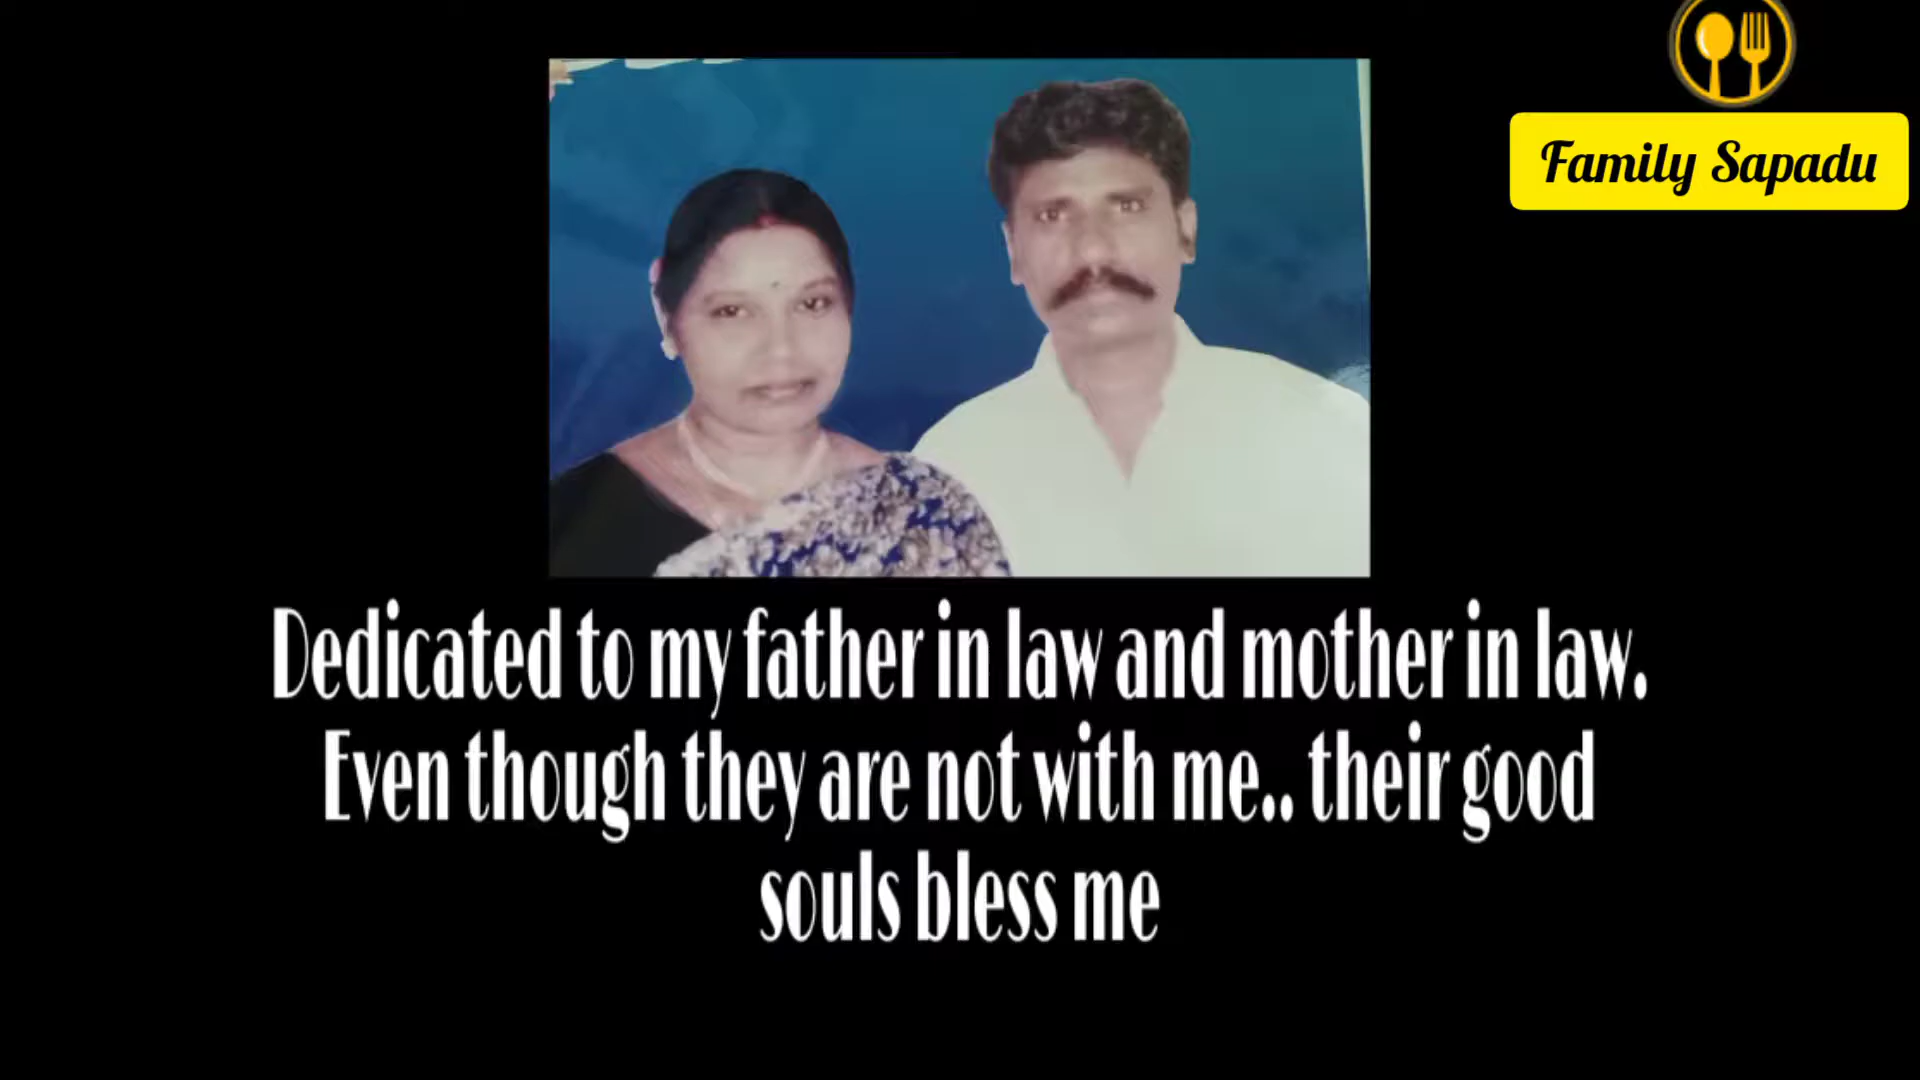 Family Sapadu
Dedicated to my father in law and mother in law.
Even though they are not with me.. their good
souls bless me